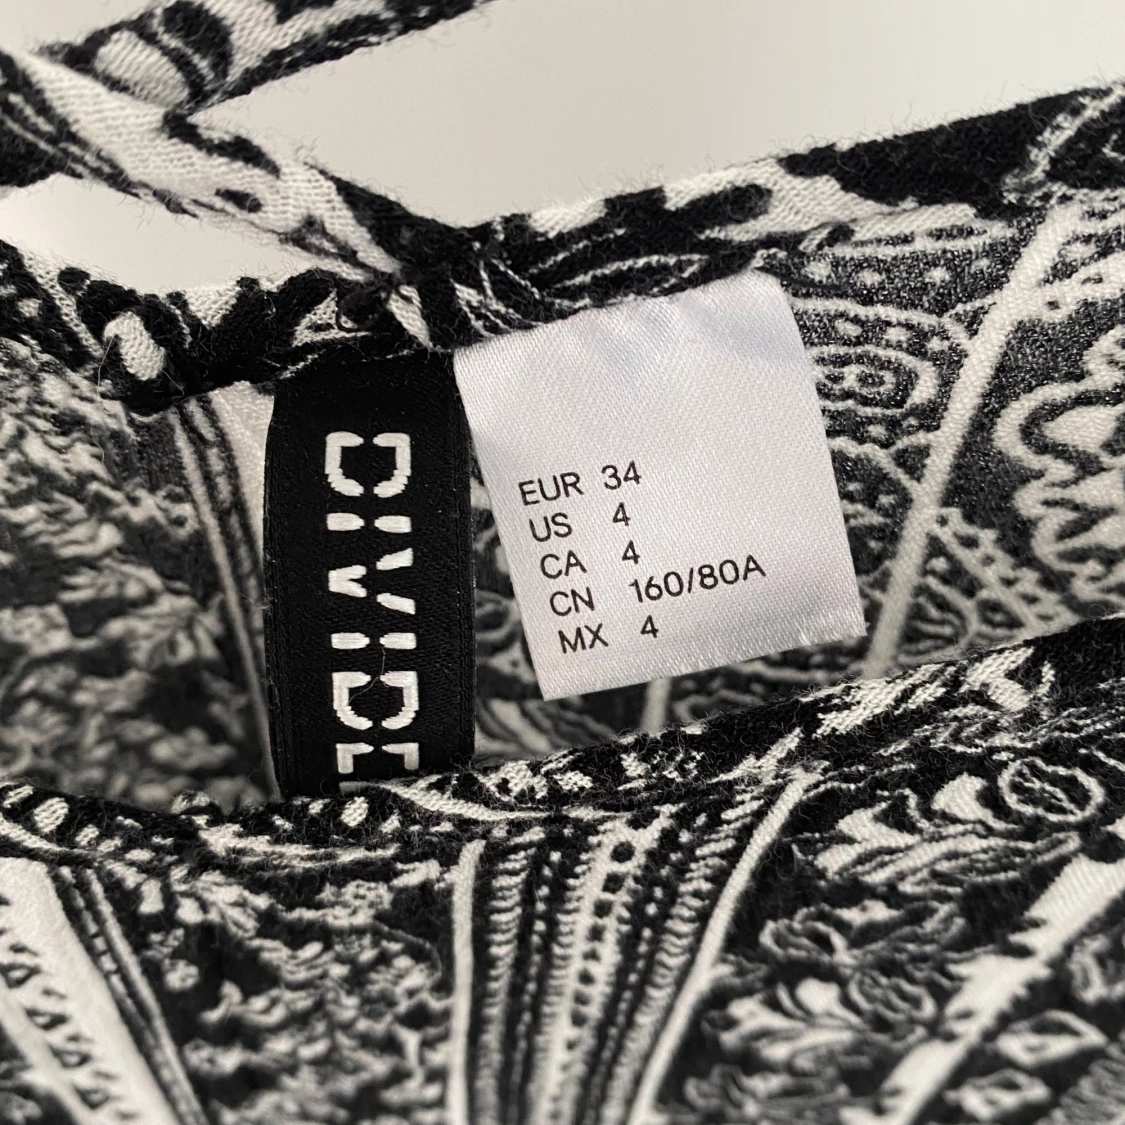 DIVIDE
EUR 34
US 4
CA 4
CN 160/80A
MX 4